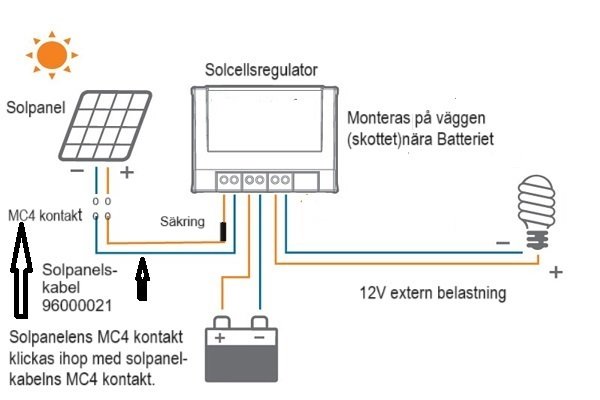 Solcellsregulator
Solpanel
Monteras på väggen
(skottet)nära Batteriet
− +
MC4 kontakt
Säkring
Solpanels-
kabel
96000021
−
+
12V extern belastning
+ −
Solpanelens MC4 kontakt
klickas ihop med solpanel-
kabelns MC4 kontakt.